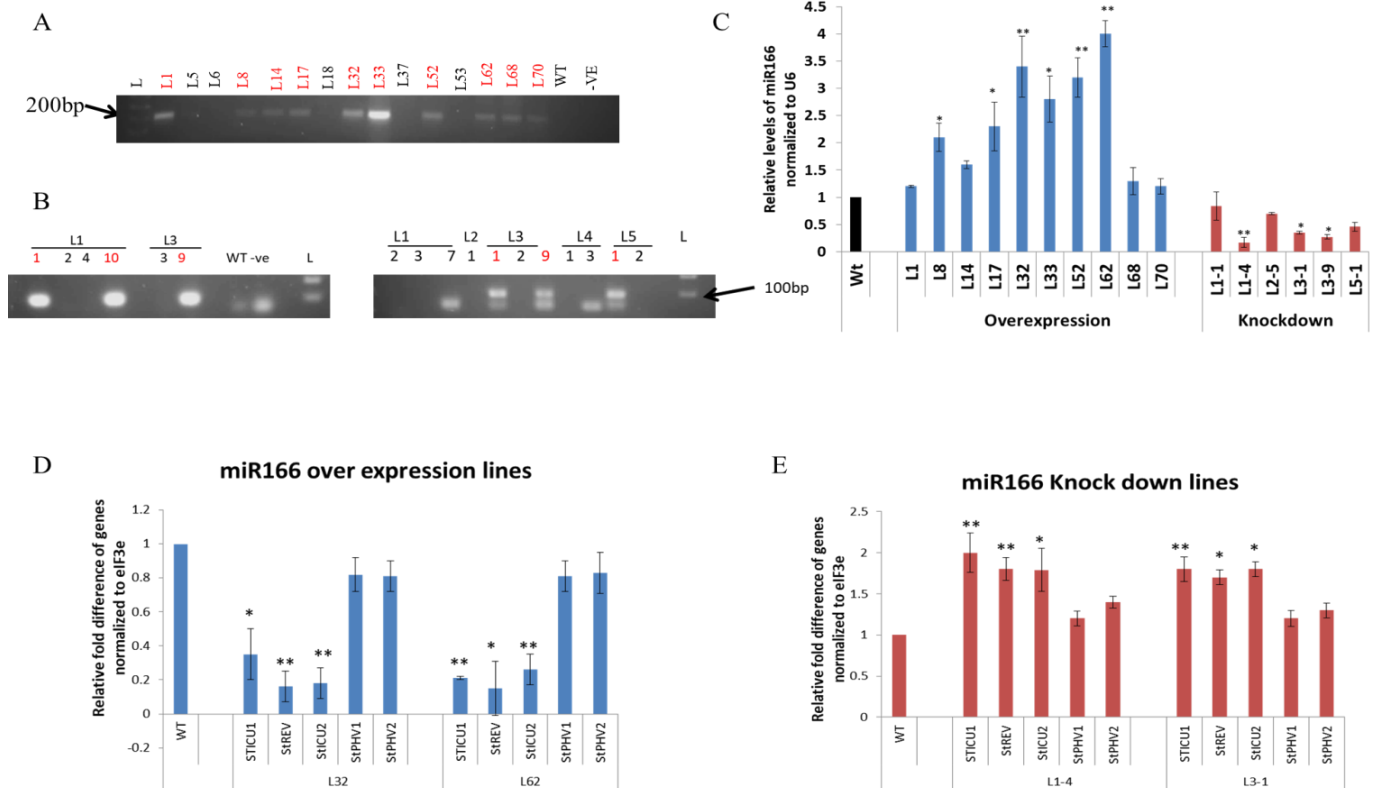 A
L L1 L5 L6 L8 L14 L17 L18 L32 L33 L37 L52 L53 L62 L68 L70 WT -VE
200bp
B
L1 L3
1 2 4 10 3 9 WT -ve L
L1 L2 L3 L4 L5 L
2 3 7 1 1 2 9 1 3 1 2
100bp
C
Relative levels of miR166
normalized to U6
4.5
4
3.5
3
2.5
2
1.5
1
0.5
0
* * ** * ** ** ** * *
Wt L1 L8 L14 L17 L32 L33 L52 L62 L68 L70 L1-1 L1-4 L2-5 L3-1 L3-9 L5-1
Overexpression Knockdown
D
miR166 over expression lines
Relative fold difference of genes
normalized to eIF3e
1.2
1
0.8
0.6
0.4
0.2
0
-0.2
* ** ** ** * **
WT STICU1 StREV StICU2 StPHV1 StPHV2 STICU1 StREV StICU2 StPHV1 StPHV2
L32 L62
E
miR166 Knock down lines
Relative fold difference of genes
normalized to eIF3e
2.5
2
1.5
1
0.5
0
** ** * ** * *
WT STICU1 StREV StICU2 StPHV1 StPHV2 STICU1 StREV StICU2 StPHV1 StPHV2
L1-4 L3-1